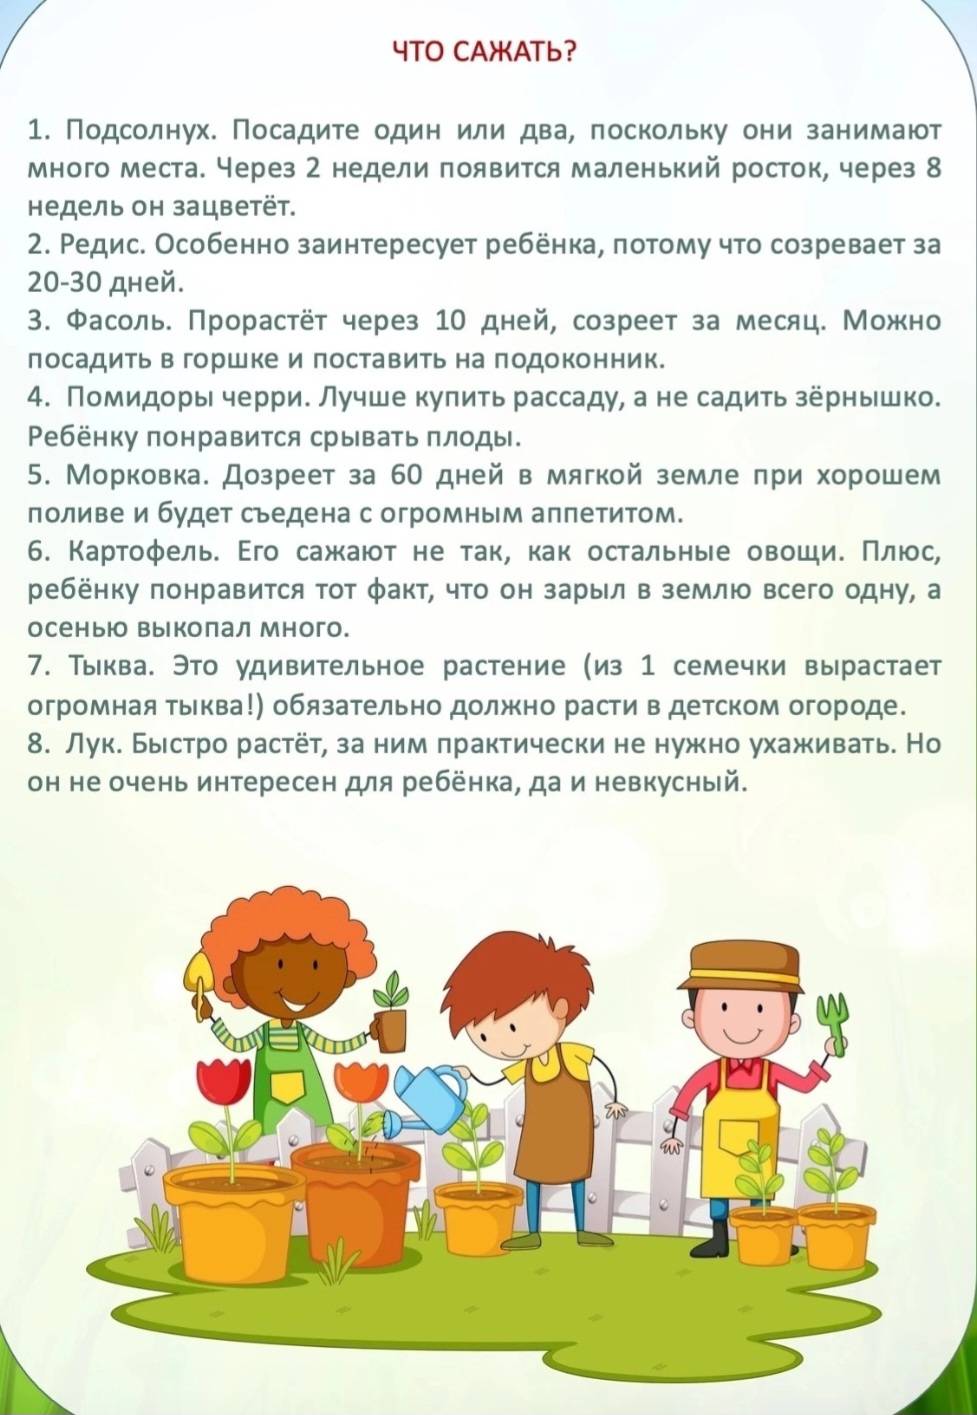 ЧТО САЖАТЬ?
1. Подсолнух. Посадите один или два, поскольку они занимают
много места. Через 2 недели появится маленький росток, через 8
недель он зацветёт.
2. Редис. Особенно заинтересует ребёнка, потому что созревает за
20-30 дней.
3. Фасоль. Прорастёт через 10 дней, созреет за месяц. Можно
посадить в горшке и поставить на подоконник.
4. Помидоры черри. Лучше купить рассаду, а не садить зёрнышко.
Ребёнку понравится срывать плоды.
5. Морковка. Дозреет за 60 дней в мягкой земле при хорошем
поливе и будет съедена с огромным аппетитом.
6. Картофель. Его сажают не так, как остальные овощи. Плюс,
ребёнку понравится тот факт, что он зарыл в землю всего одну, а
осенью выкопал много.
7. Тыква. Это удивительное растение (из 1 семечки вырастает
огромная тыква!) обязательно должно расти в детском огороде.
8. Лук. Быстро растёт, за ним практически не нужно ухаживать. Но
он не очень интересен для ребёнка, да и невкусный.